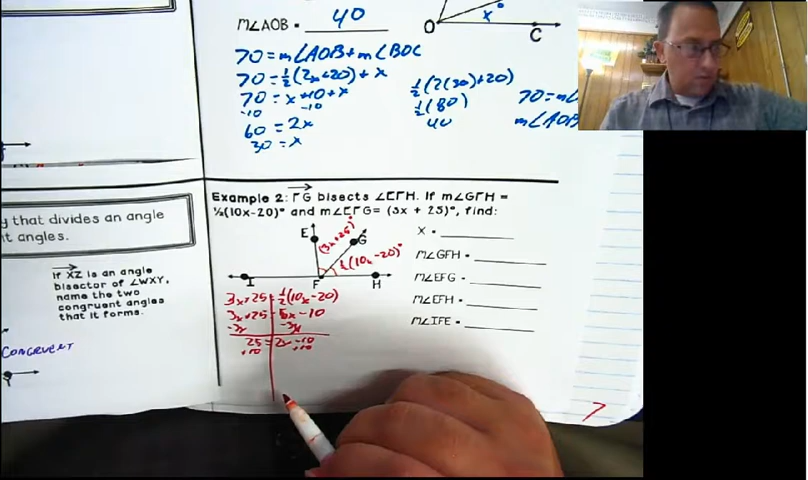 m∠AOB = 40
O
x°
C
70 = m∠AOB + m∠BOC
70 = ½(2x+20) + x
70 = x+10+x
-10 -10
60 = 2x
30 = x
½(2(30)+20)
½(80)
40
70 = m∠
m∠AOB
y that divides an angle
nt angles.
If XZ is an angle
bisector of ∠WXY,
name the two
congruent angles
that it forms.
CONGRUENT
Y
Example 2: FG bisects ∠EFH. If m∠GFH =
½(10x-20)° and m∠EFG= (3x + 25)°, find:
E
G
(3x+25)°
½(10x-20)°
I
F
H
3x+25 = ½(10x-20)
3x+25 = 5x-10
-3x -3x
25 = 2x-10
+10 +10
x =
m∠GFH =
m∠EFG =
m∠EFH =
m∠IFE =
7